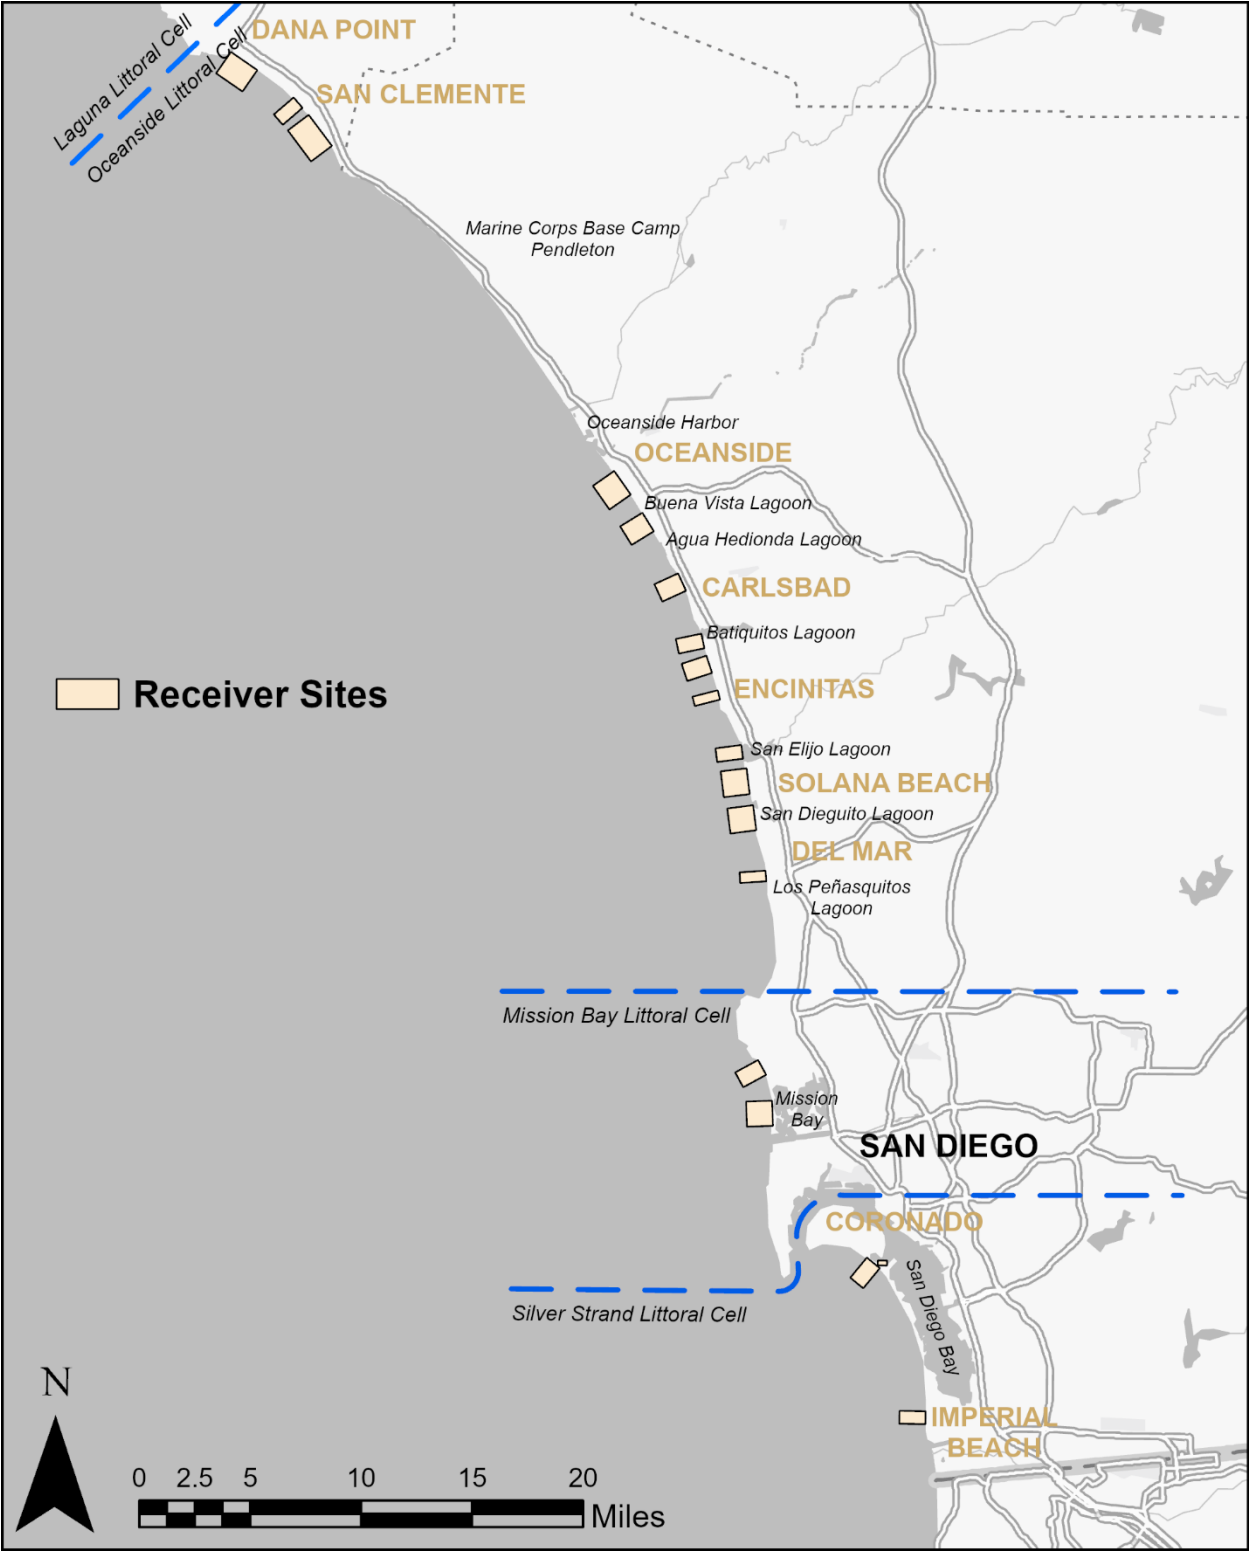 DANA POINT
Laguna Littoral Cell
Oceanside Littoral Cell
SAN CLEMENTE
Marine Corps Base Camp
Pendleton
Oceanside Harbor
OCEANSIDE
Buena Vista Lagoon
Agua Hedionda Lagoon
CARLSBAD
Batiquitos Lagoon
ENCINITAS
Receiver Sites
San Elijo Lagoon
SOLANA BEACH
San Dieguito Lagoon
DEL MAR
Los Peñasquitos
Lagoon
Mission Bay Littoral Cell
Mission
Bay
SAN DIEGO
CORONADO
San Diego Bay
Silver Strand Littoral Cell
N
IMPERIAL
BEACH
0 2.5 5 10 15 20
Miles